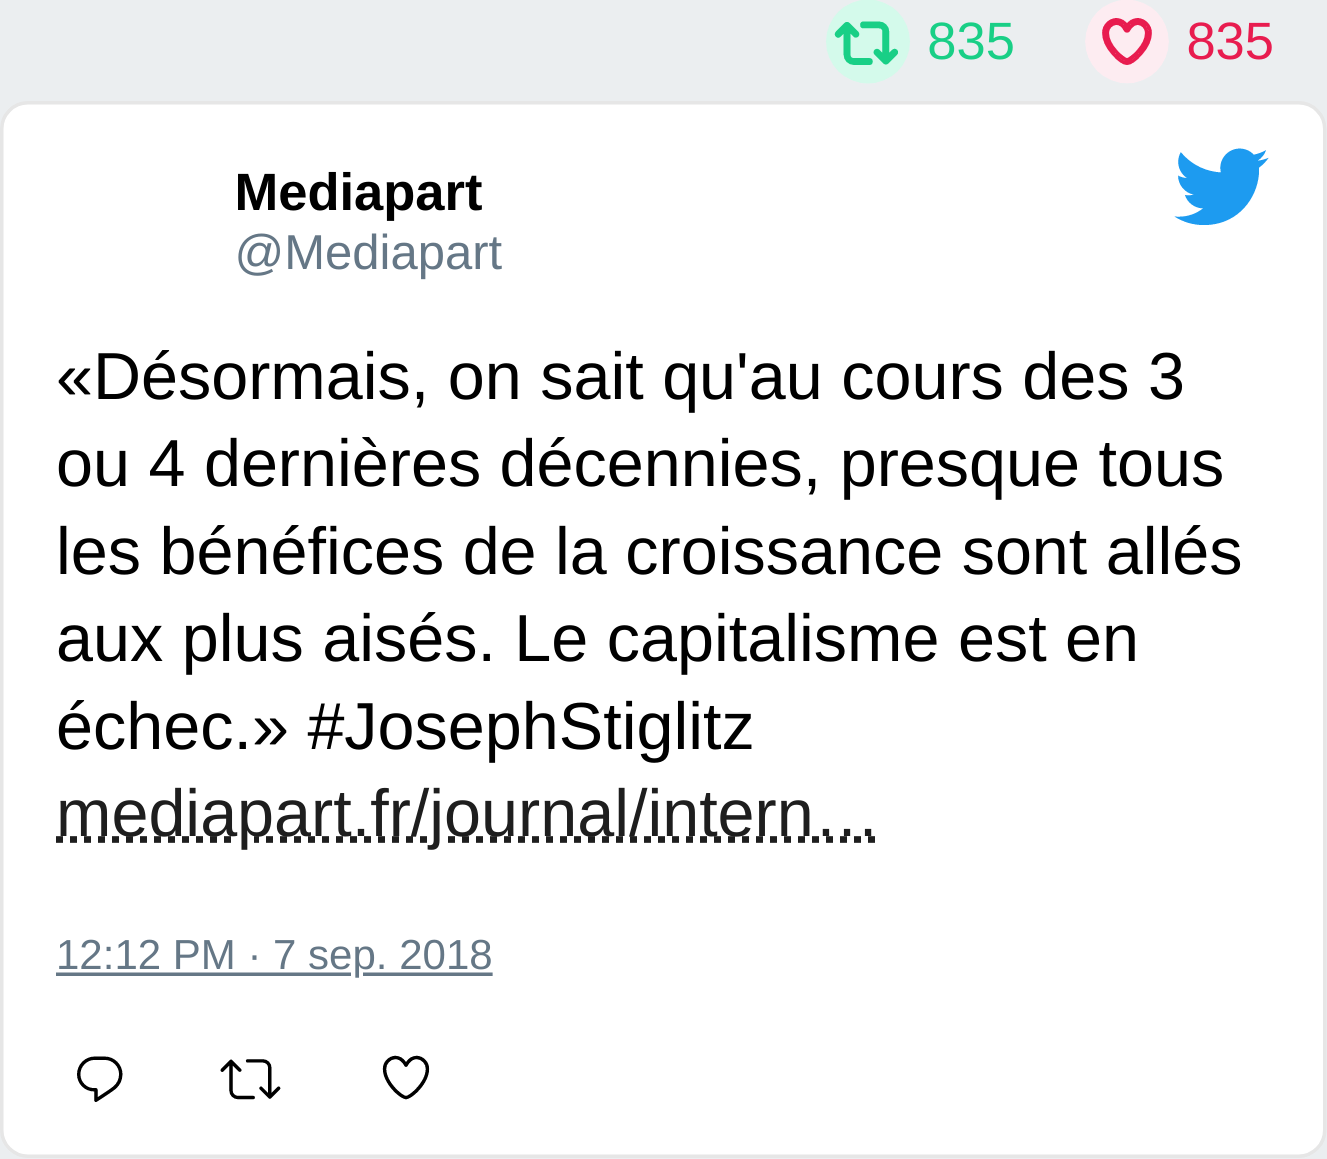 835 835
Mediapart
@Mediapart
«Désormais, on sait qu'au cours des 3
ou 4 dernières décennies, presque tous
les bénéfices de la croissance sont allés
aux plus aisés. Le capitalisme est en
échec.» #JosephStiglitz
mediapart.fr/journal/intern…
12:12 PM · 7 sep. 2018